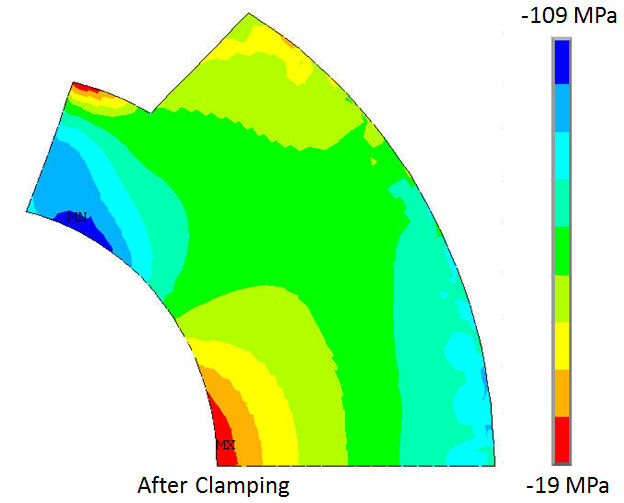 -109 MPa
MN
MX
After Clamping
-19 MPa